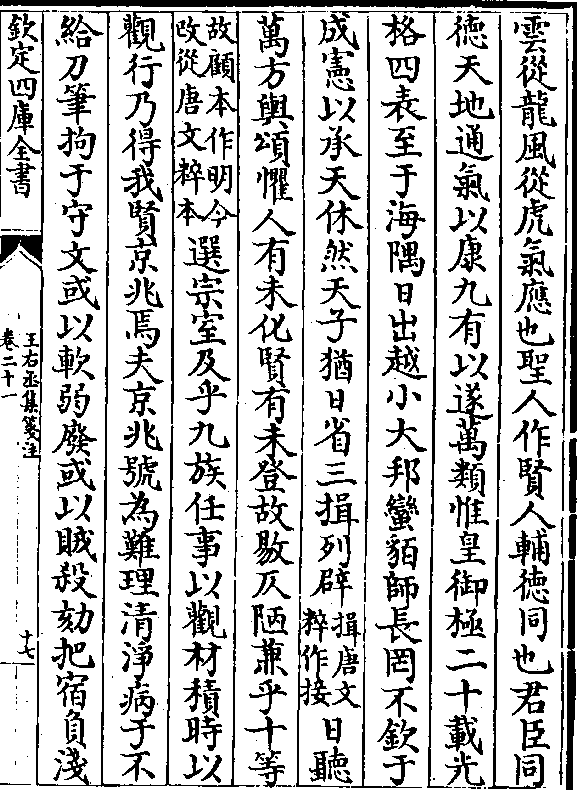 雲從龍風從虎氣應也聖人作賢人輔德同也君臣同
德天地通氣以康九有以遂萬類惟皇御極二十載光
格四表至于海隅日出越小大邦蠻貊師長罔不欽于
成憲以承天休然天子猶日省三揖列辟揖唐文粹作接日聽
萬方輿頌懼人有未化賢有未登故敭仄陋兼乎十等
故顧本作明今攺從唐文粹本選宗室及乎九族任事以觀材積時以
觀行乃得我賢京兆焉夫京兆號為難理清淨病于不
給刀筆拘于守文或以軟弱廢或以賊殺劾把宿負淺
欽定四庫全書
王右丞集箋注
卷二十一
十七